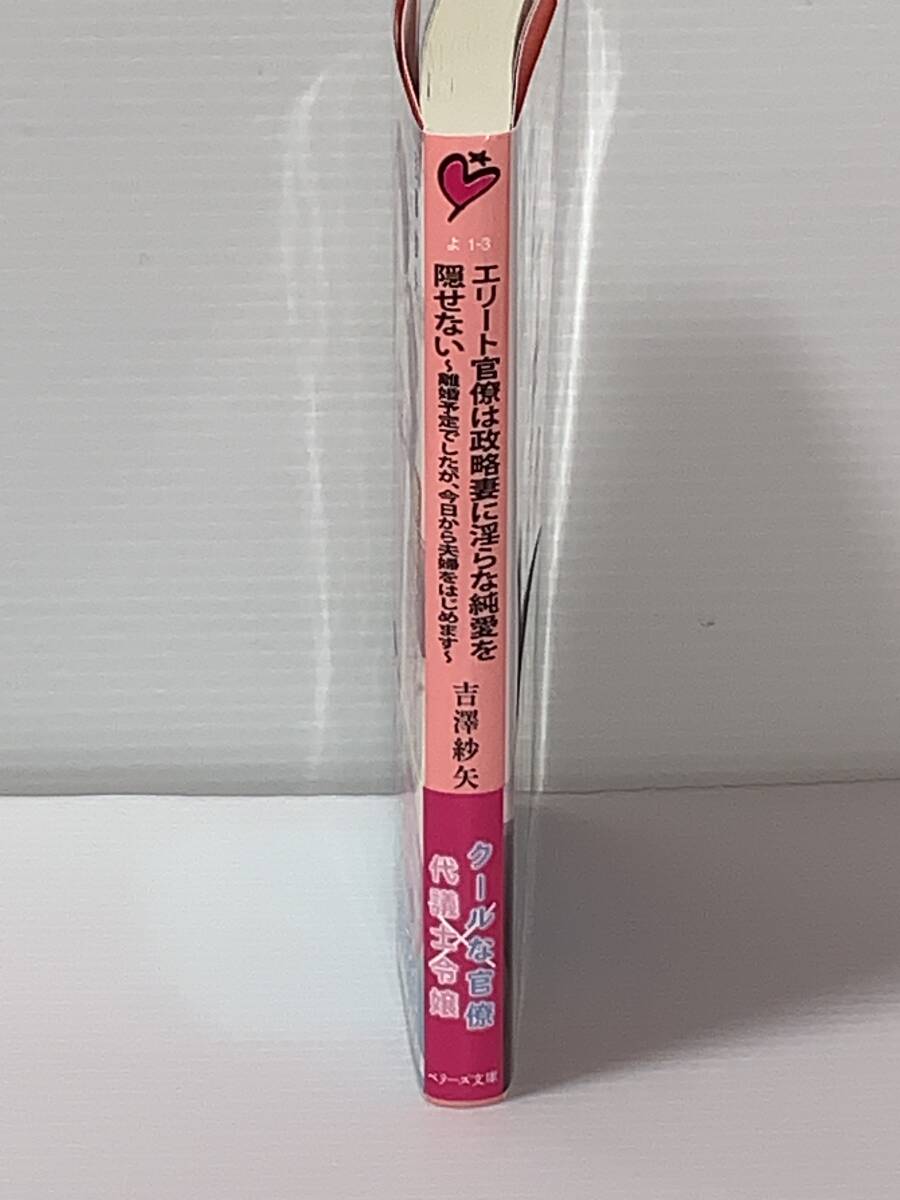 よ 1-3
エリート官僚は政略妻に淫らな純愛を
隠せない~離婚予定でしたが、今日から夫婦をはじめます~
吉澤紗矢
クールな官僚
×
代議士令嬢
ベリーズ文庫